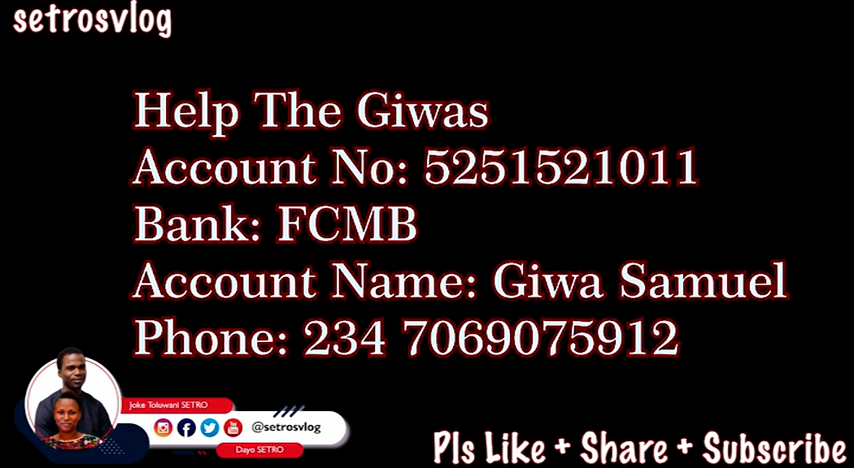 setrosvlog
Help The Giwas
Account No: 5251521011
Bank: FCMB
Account Name: Giwa Samuel
Phone: 234 7069075912
Joke Toluwani SETRO
@setrosvlog
Dayo SETRO
Pls Like + Share + Subscribe